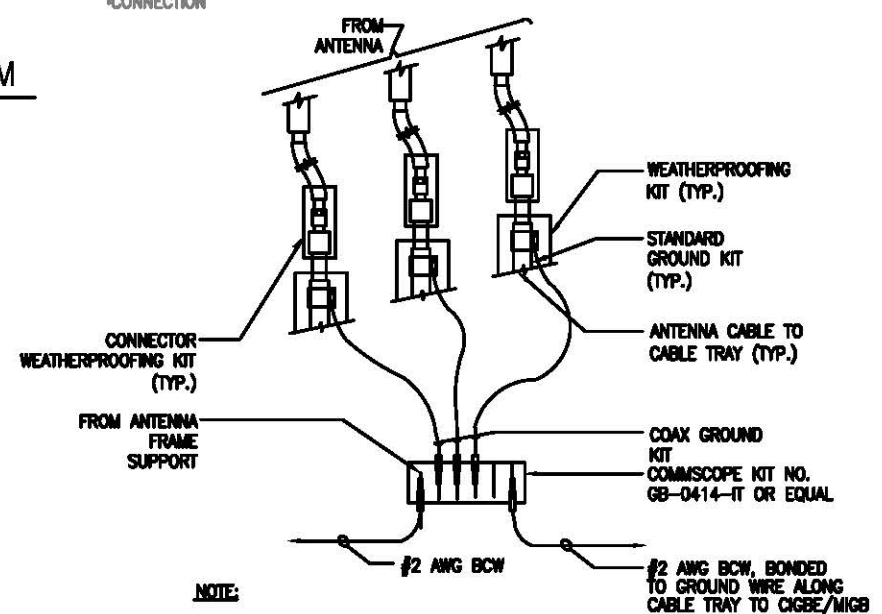 CONNECTION
M
FROM
ANTENNA
WEATHERPROOFING
KIT (TYP.)
STANDARD
GROUND KIT
(TYP.)
ANTENNA CABLE TO
CABLE TRAY (TYP.)
CONNECTOR
WEATHERPROOFING KIT
(TYP.)
FROM ANTENNA
FRAME
SUPPORT
COAX GROUND
KIT
COMMSCOPE KIT NO.
GB-0414-IT OR EQUAL
#2 AWG BCW
#2 AWG BCW, BONDED
TO GROUND WIRE ALONG
CABLE TRAY TO CIGBE/MIGB
NOTE: